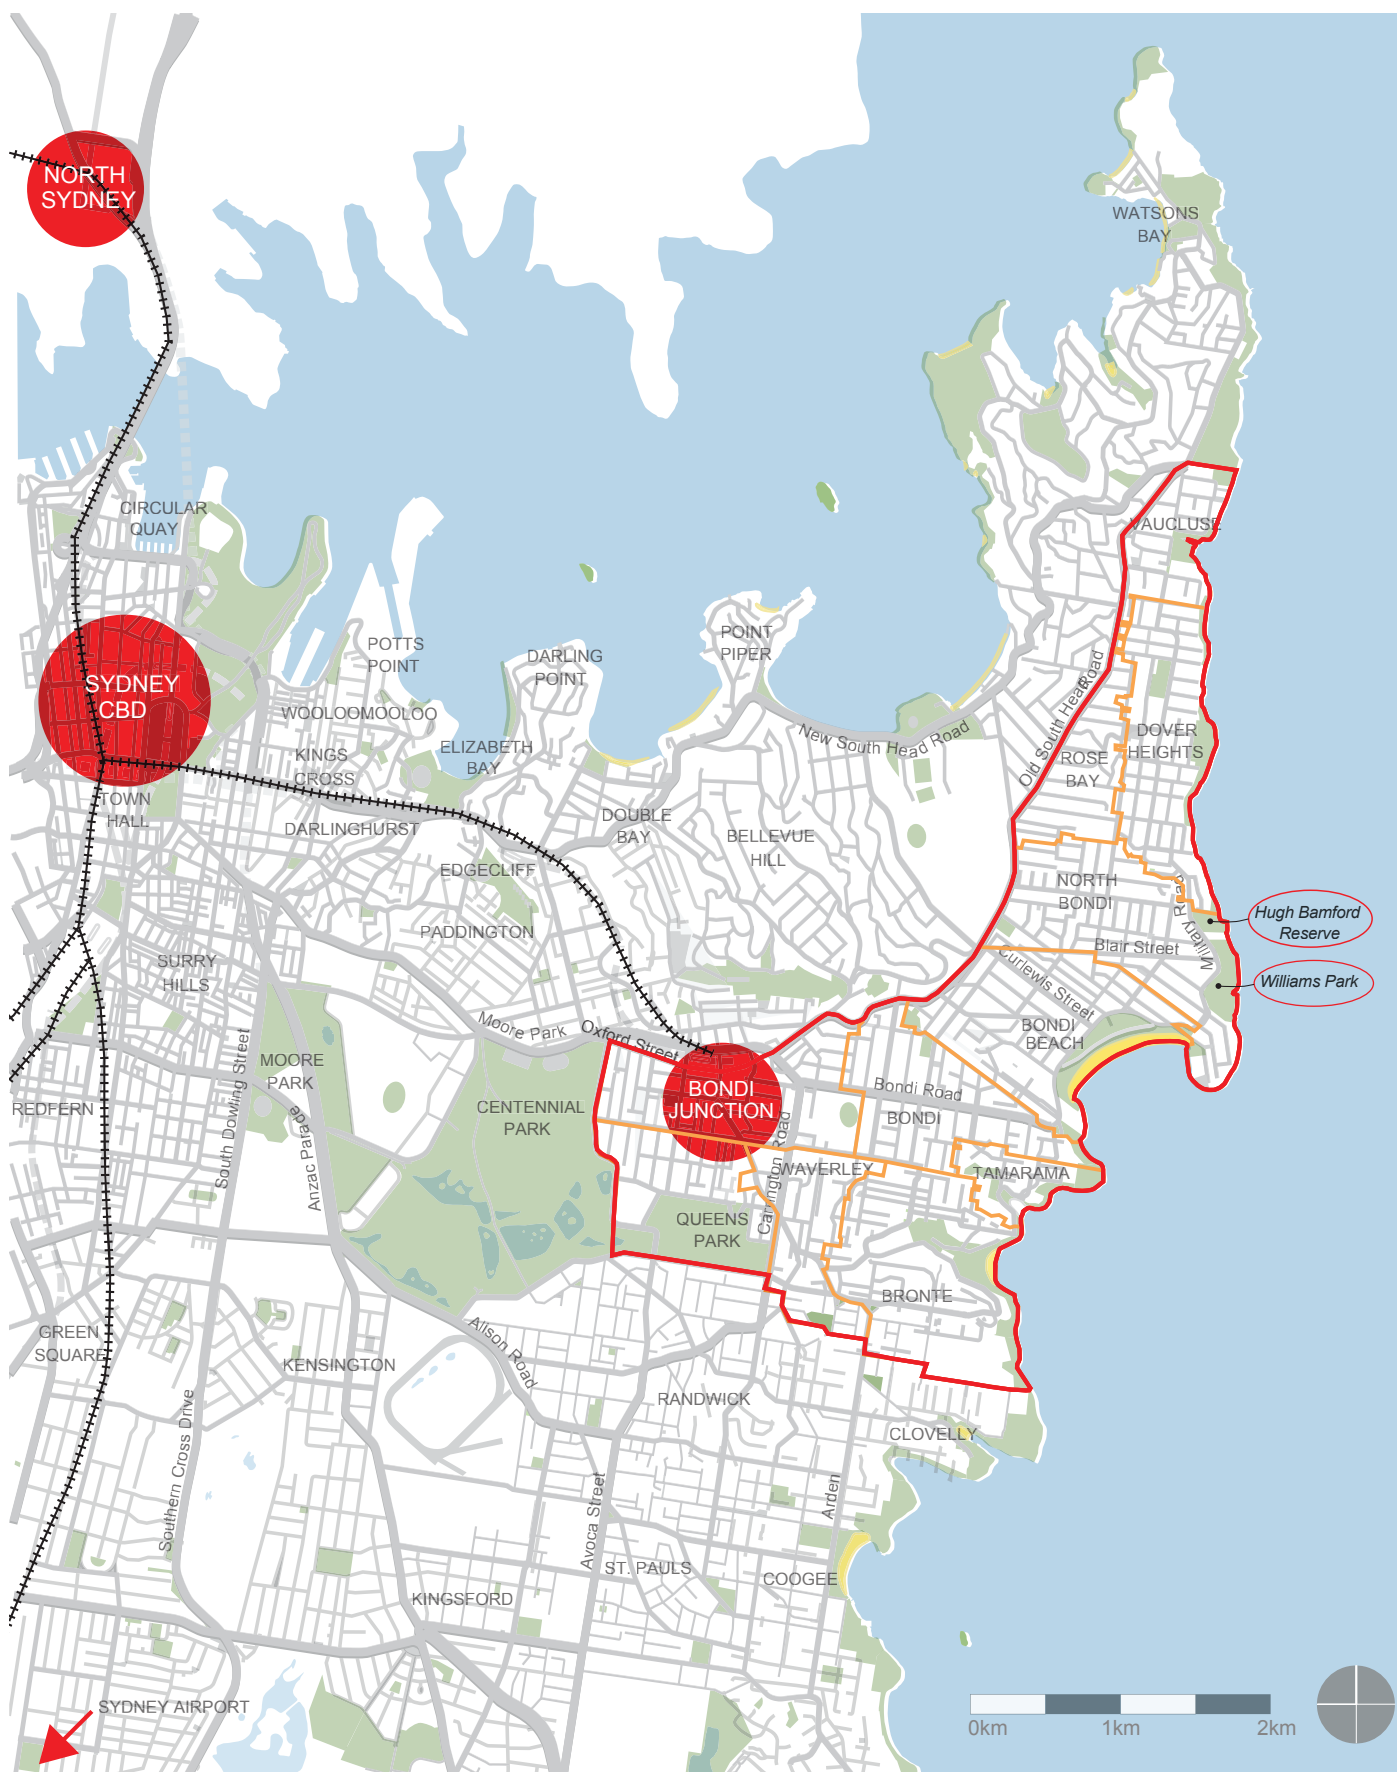 NORTH
SYDNEY
WATSONS
BAY
CIRCULAR
QUAY
VAUCLUSE
POTTS
POINT
DARLING
POINT
POINT
PIPER
SYDNEY
CBD
WOOLOOMOOLOO
KINGS
CROSS
ELIZABETH
BAY
New South Head Road
Old South Head Road
DOVER
HEIGHTS
ROSE
BAY
TOWN
HALL
DARLINGHURST
DOUBLE
BAY
BELLEVUE
HILL
EDGECLIFF
NORTH
BONDI
Military Road
Hugh Bamford
Reserve
PADDINGTON
Blair Street
SURRY
HILLS
Curlewis Street
Williams Park
Moore Park
Oxford Street
BONDI
BEACH
MOORE
PARK
South Dowling Street
Anzac Parade
REDFERN
CENTENNIAL
PARK
BONDI
JUNCTION
Bondi Road
BONDI
Carrington Road
WAVERLEY
TAMARAMA
QUEENS
PARK
BRONTE
GREEN
SQUARE
KENSINGTON
Alison Road
RANDWICK
CLOVELLY
Southern Cross Drive
Avoca Street
Arden
ST. PAULS
COOGEE
KINGSFORD
SYDNEY AIRPORT
0km
1km
2km